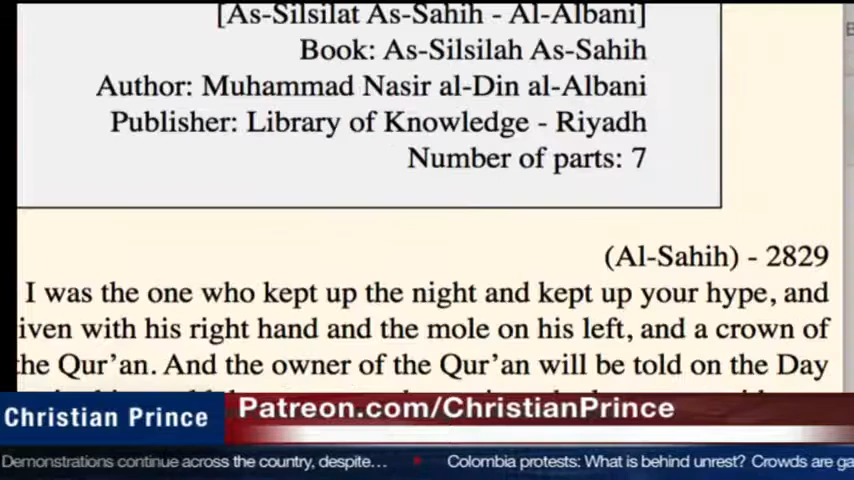 [As-Silsilat As-Sahih - Al-Albani]
Book: As-Silsilah As-Sahih
Author: Muhammad Nasir al-Din al-Albani
Publisher: Library of Knowledge - Riyadh
Number of parts: 7
(Al-Sahih) - 2829
I was the one who kept up the night and kept up your hype, and
iven with his right hand and the mole on his left, and a crown of
the Qur'an. And the owner of the Qur'an will be told on the Day
Christian Prince
Patreon.com/ChristianPrince
Demonstrations continue across the country, despite... • Colombia protests: What is behind unrest? Crowds are ga